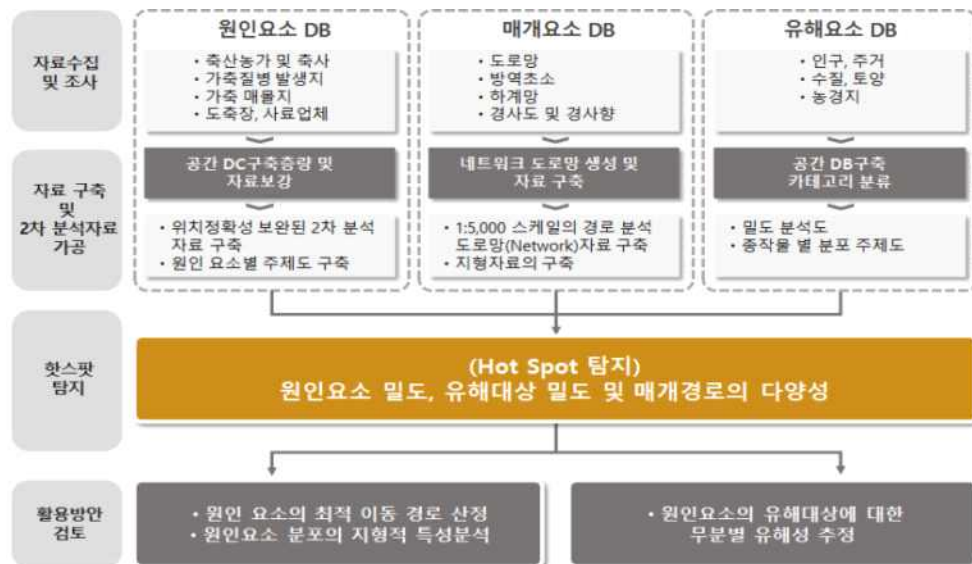 자료수집
및 조사
원인요소 DB
• 축산농가 및 축사
• 가축질병 발생지
• 가축 매몰지
• 도축장, 사료업체
매개요소 DB
• 도로망
• 방역초소
• 하계망
• 경사도 및 경사향
유해요소 DB
• 인구, 주거
• 수질, 토양
• 농경지
자료 구축
및
2차 분석자료
가공
공간 DC구축증량 및
자료보강
• 위치정확성 보완된 2차 분석
자료 구축
• 원인 요소별 주제도 구축
네트워크 도로망 생성 및
자료 구축
• 1:5,000 스케일의 경로 분석
도로망(Network)자료 구축
• 지형자료의 구축
공간 DB구축
카테고리 분류
• 밀도 분석도
• 종작물 별 분포 주제도
핫스팟
탐지
(Hot Spot 탐지)
원인요소 밀도, 유해대상 밀도 및 매개경로의 다양성
활용방안
검토
• 원인 요소의 최적 이동 경로 산정
• 원인요소 분포의 지형적 특성분석
• 원인요소의 유해대상에 대한
무분별 유해성 추정